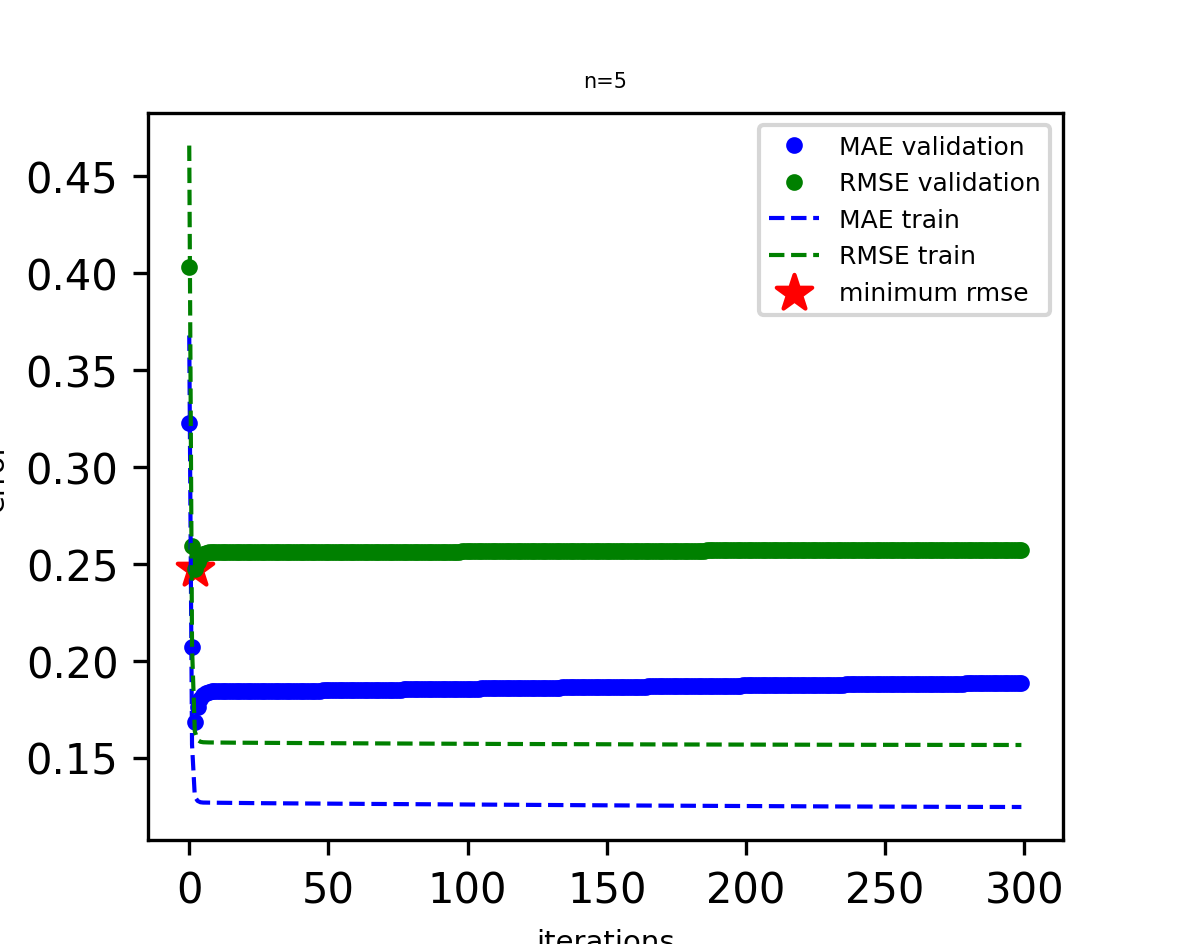 n=5
0.45
0.40
0.35
0.30
0.25
0.20
0.15
MAE validation
RMSE validation
MAE train
RMSE train
minimum rmse
0 50 100 150 200 250 300
iterations